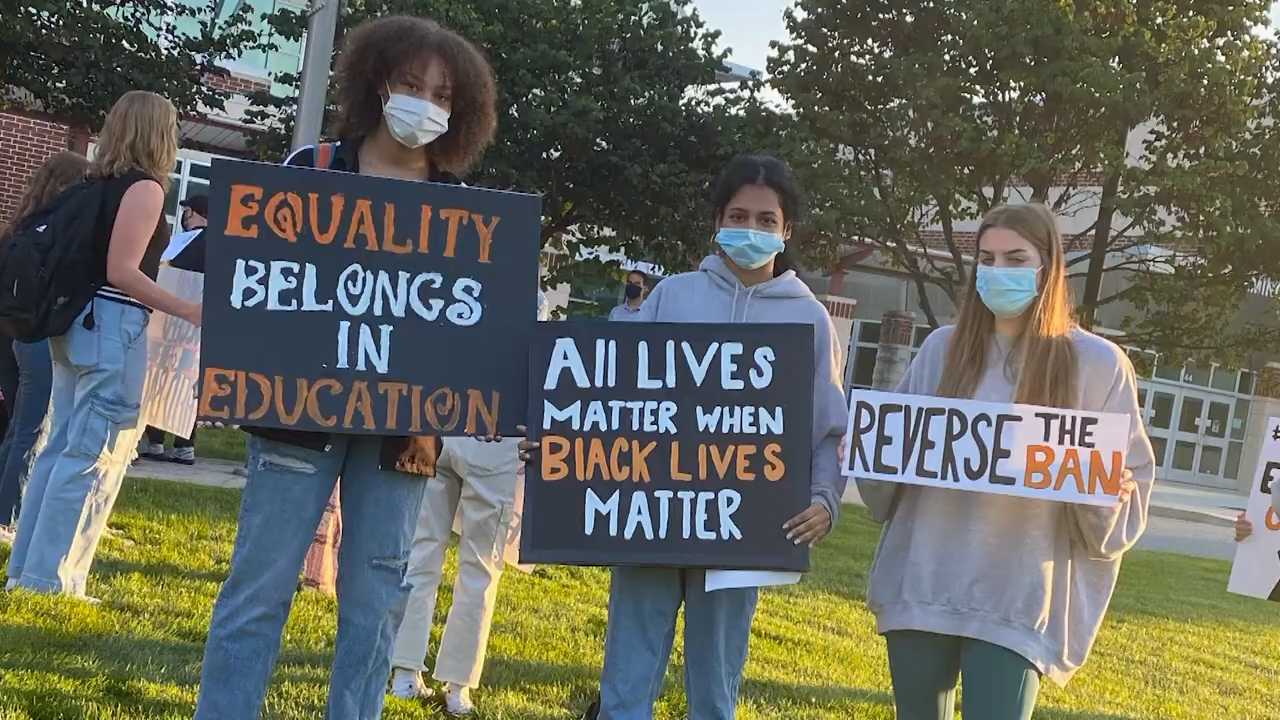 EQUALITY
BELONGS
IN
EDUCATION
All LIVES
MATTER WHEN
BlACK LIVES
MATTER
REVERSE THE
BAN